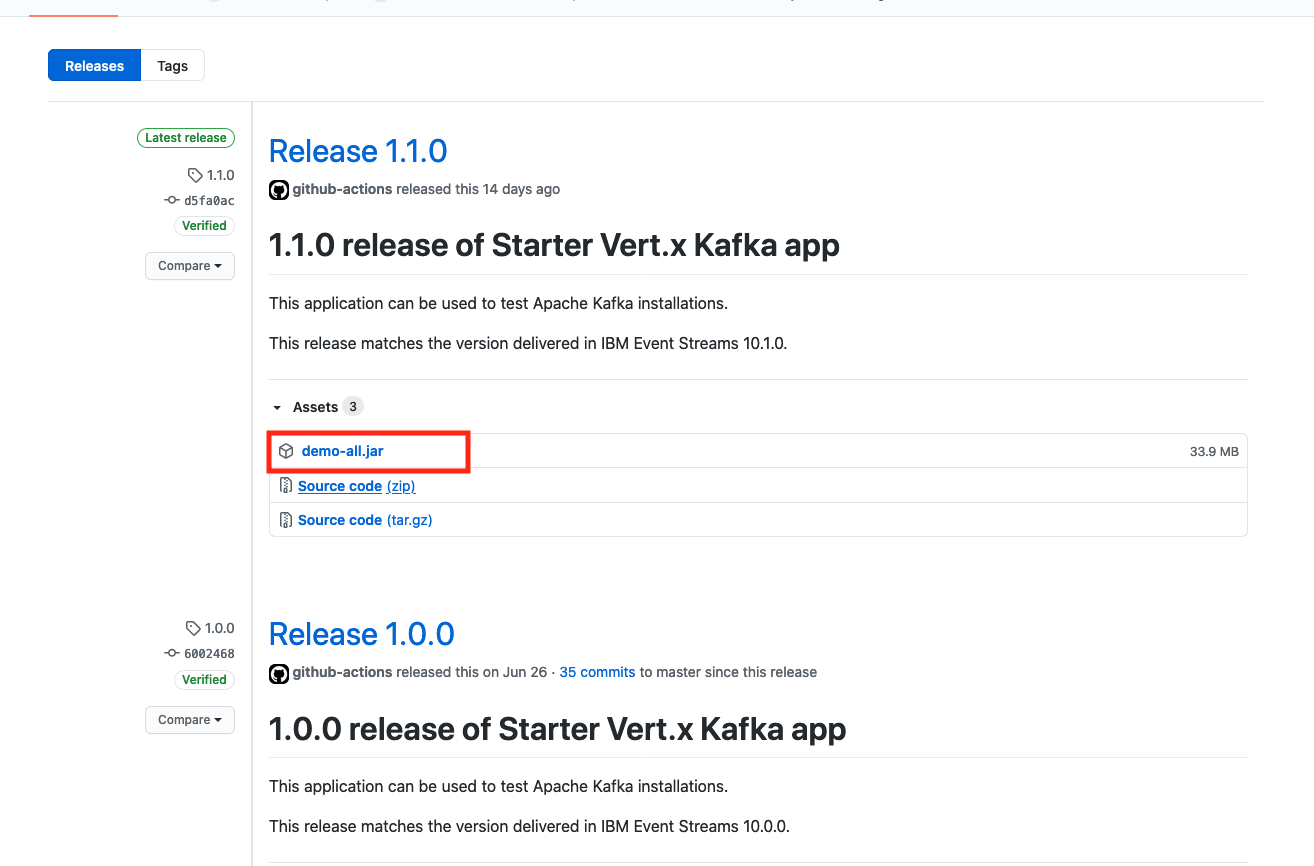 Releases
Tags
Latest release
1.1.0
d5fa0ac
Verified
Compare
Release 1.1.0
github-actions released this 14 days ago
1.1.0 release of Starter Vert.x Kafka app
This application can be used to test Apache Kafka installations.
This release matches the version delivered in IBM Event Streams 10.1.0.
Assets 3
demo-all.jar 33.9 MB
Source code (zip)
Source code (tar.gz)
1.0.0
6002468
Verified
Compare
Release 1.0.0
github-actions released this on Jun 26 · 35 commits to master since this release
1.0.0 release of Starter Vert.x Kafka app
This application can be used to test Apache Kafka installations.
This release matches the version delivered in IBM Event Streams 10.0.0.